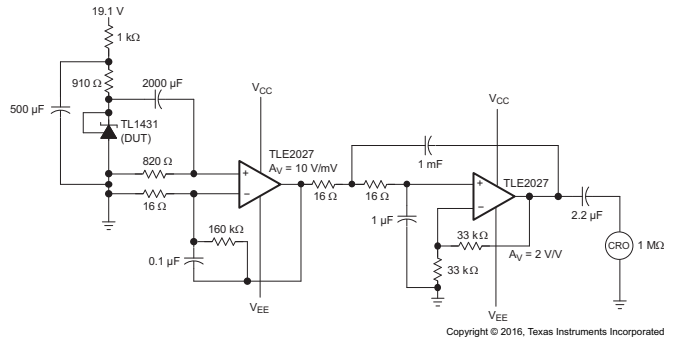 19.1 V
1 kΩ
910 Ω
2000 µF
500 µF
TL1431
(DUT)
820 Ω
16 Ω
160 kΩ
0.1 µF
VCC
TLE2027
AV = 10 V/mV
+
−
VEE
16 Ω
16 Ω
1 mF
1 µF
VCC
TLE2027
+
−
33 kΩ
33 kΩ
AV = 2 V/V
VEE
2.2 µF
CRO
1 MΩ
Copyright © 2016, Texas Instruments Incorporated